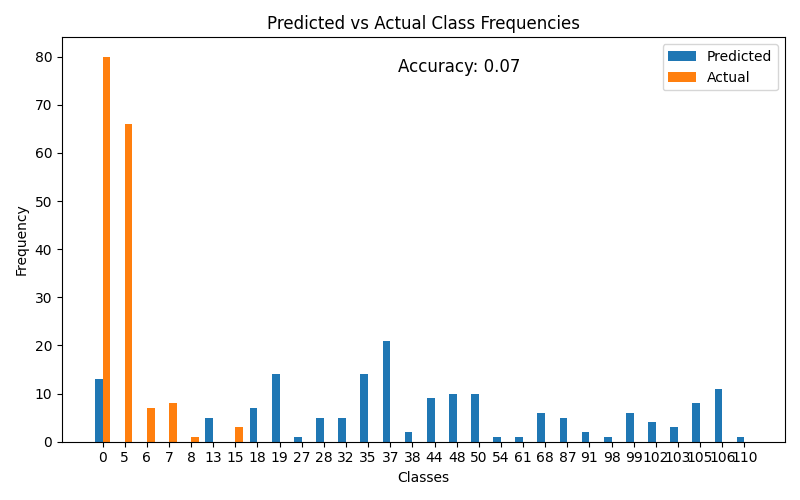 Predicted vs Actual Class Frequencies
Accuracy: 0.07
Predicted
Actual
80
70
60
50
40
30
20
10
0
Frequency
0 5 6 7 8 13 15 18 19 27 28 32 35 37 38 44 48 50 54 61 68 87 91 98 99 102 103 105 106 110
Classes